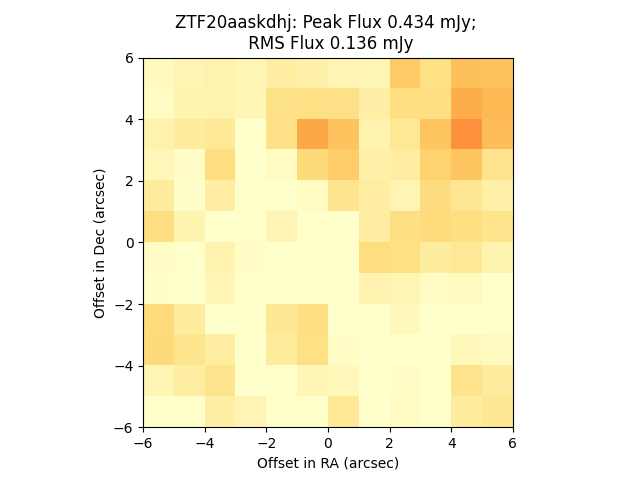 ZTF20aaskdhj: Peak Flux 0.434 mJy;
RMS Flux 0.136 mJy
6
4
2
0
−2
−4
−6
Offset in Dec (arcsec)
−6 −4 −2 0 2 4 6
Offset in RA (arcsec)